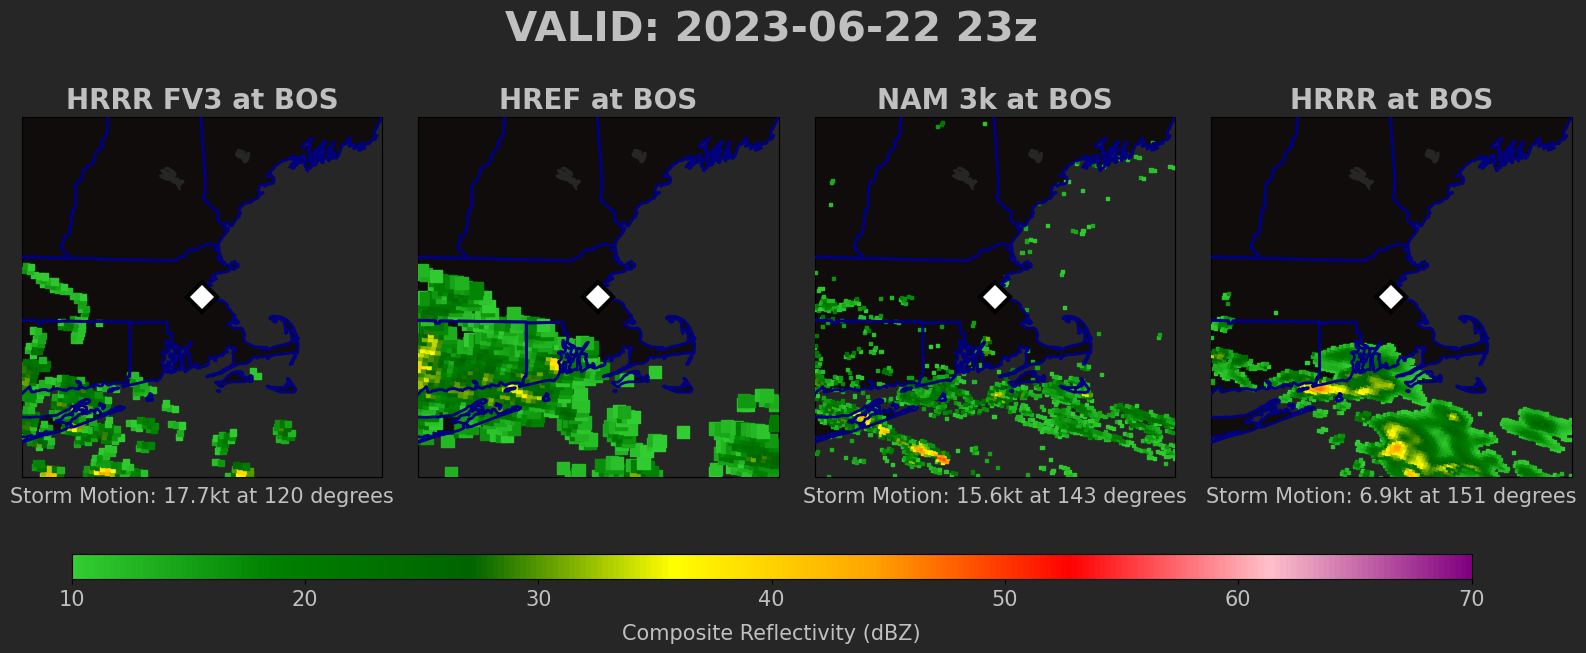 VALID: 2023-06-22 23z
HRRR FV3 at BOS
HREF at BOS
NAM 3k at BOS
HRRR at BOS
Storm Motion: 17.7kt at 120 degrees
Storm Motion: 15.6kt at 143 degrees
Storm Motion: 6.9kt at 151 degrees
10 20 30 40 50 60 70
Composite Reflectivity (dBZ)